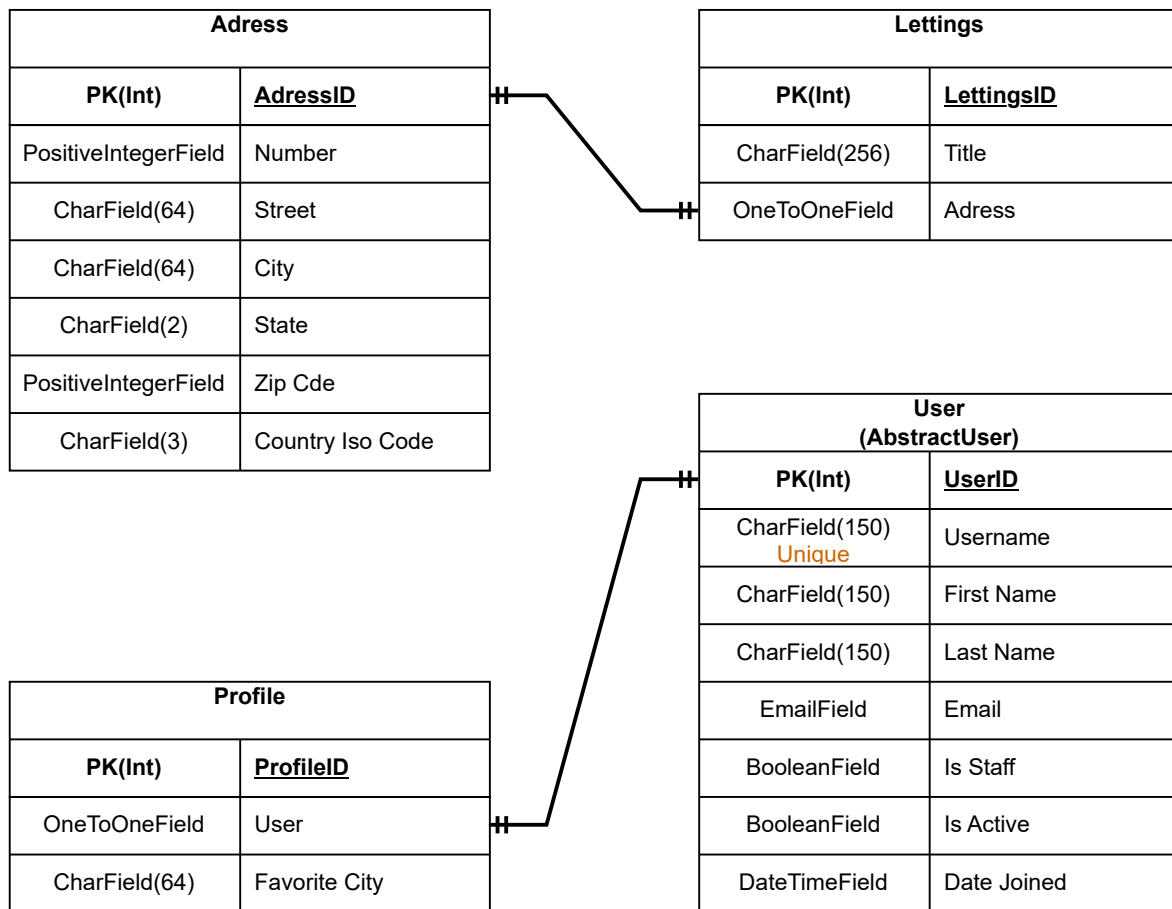 Adress
PK(Int) AdressID
PositiveIntegerField Number
CharField(64) Street
CharField(64) City
CharField(2) State
PositiveIntegerField Zip Cde
CharField(3) Country Iso Code
Lettings
PK(Int) LettingsID
CharField(256) Title
OneToOneField Adress
User
(AbstractUser)
PK(Int) UserID
CharField(150) Username
Unique
CharField(150) First Name
CharField(150) Last Name
EmailField Email
BooleanField Is Staff
BooleanField Is Active
DateTimeField Date Joined
Profile
PK(Int) ProfileID
OneToOneField User
CharField(64) Favorite City